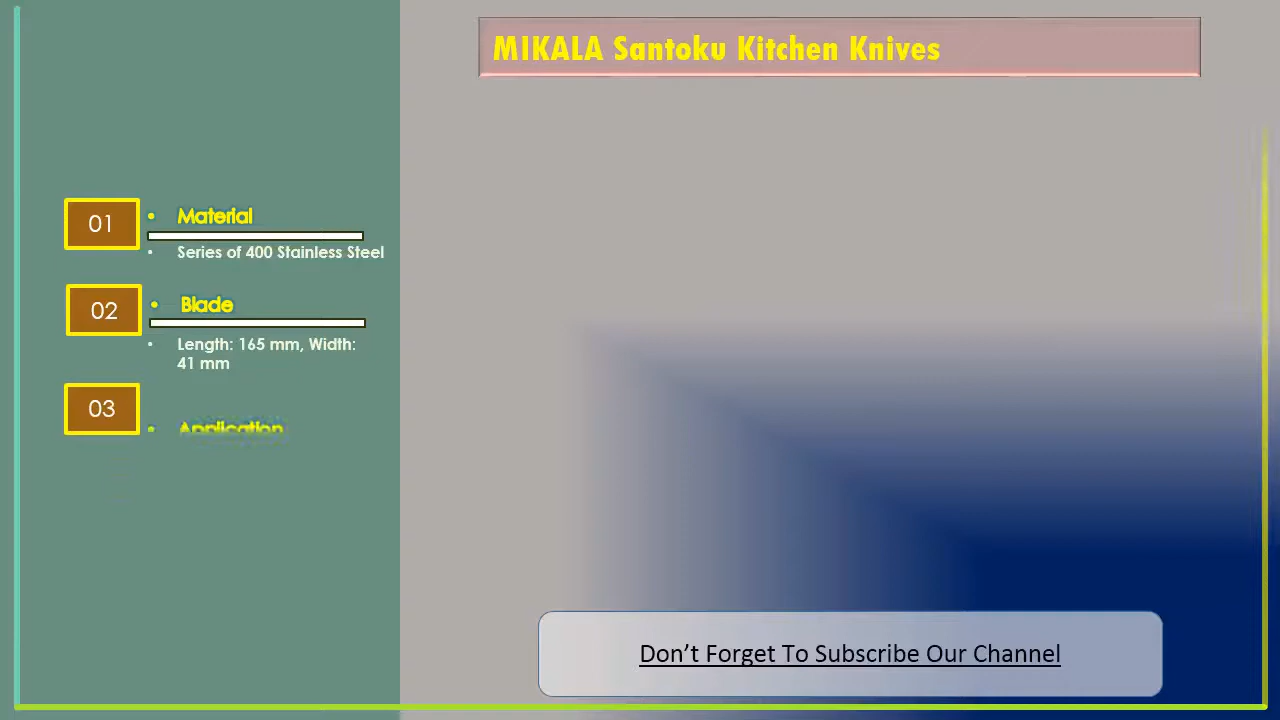 MIKALA Santoku Kitchen Knives
01
• Material
• Series of 400 Stainless Steel
02
• Blade
• Length: 165 mm, Width:
41 mm
03
• Application
Don't Forget To Subscribe Our Channel